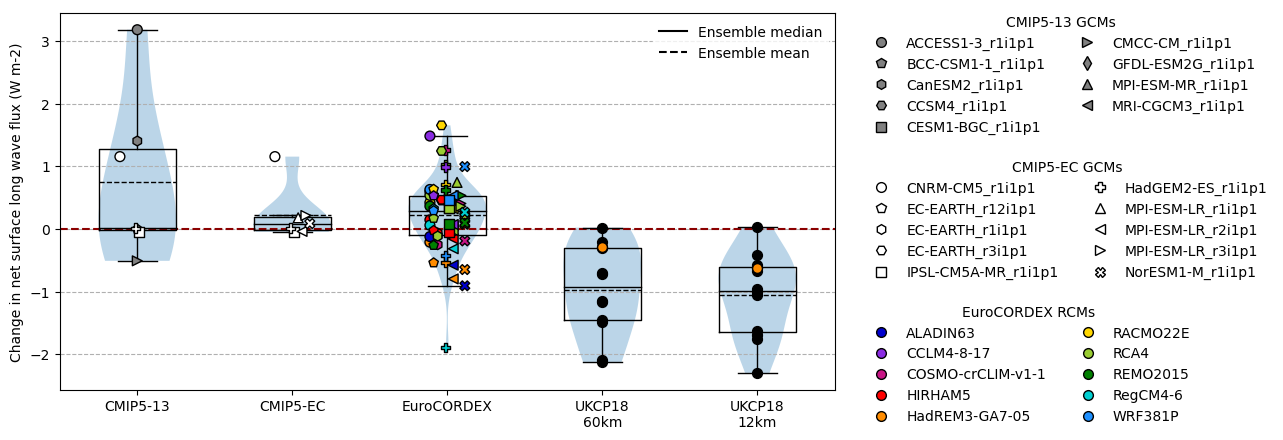 Change in net surface long wave flux (W m-2)
3
2
1
0
−1
−2
CMIP5-13
CMIP5-EC
EuroCORDEX
UKCP18
60km
UKCP18
12km
Ensemble median
Ensemble mean
CMIP5-13 GCMs
ACCESS1-3_r1i1p1
BCC-CSM1-1_r1i1p1
CanESM2_r1i1p1
CCSM4_r1i1p1
CESM1-BGC_r1i1p1
CMCC-CM_r1i1p1
GFDL-ESM2G_r1i1p1
MPI-ESM-MR_r1i1p1
MRI-CGCM3_r1i1p1
CMIP5-EC GCMs
CNRM-CM5_r1i1p1
EC-EARTH_r12i1p1
EC-EARTH_r1i1p1
EC-EARTH_r3i1p1
IPSL-CM5A-MR_r1i1p1
HadGEM2-ES_r1i1p1
MPI-ESM-LR_r1i1p1
MPI-ESM-LR_r2i1p1
MPI-ESM-LR_r3i1p1
NorESM1-M_r1i1p1
EuroCORDEX RCMs
ALADIN63
CCLM4-8-17
COSMO-crCLIM-v1-1
HIRHAM5
HadREM3-GA7-05
RACMO22E
RCA4
REMO2015
RegCM4-6
WRF381P